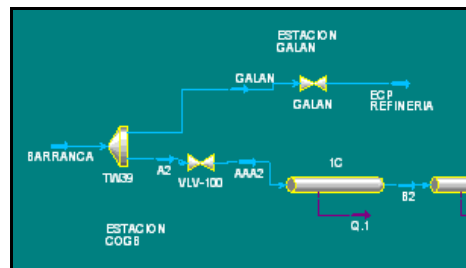 ESTACION
GALAN
GALAN
GALAN
ECP
REFINERIA
BARRANCA
TW39
A2
VLV-100
AAA2
1C
B2
Q.1
ESTACION
COGB